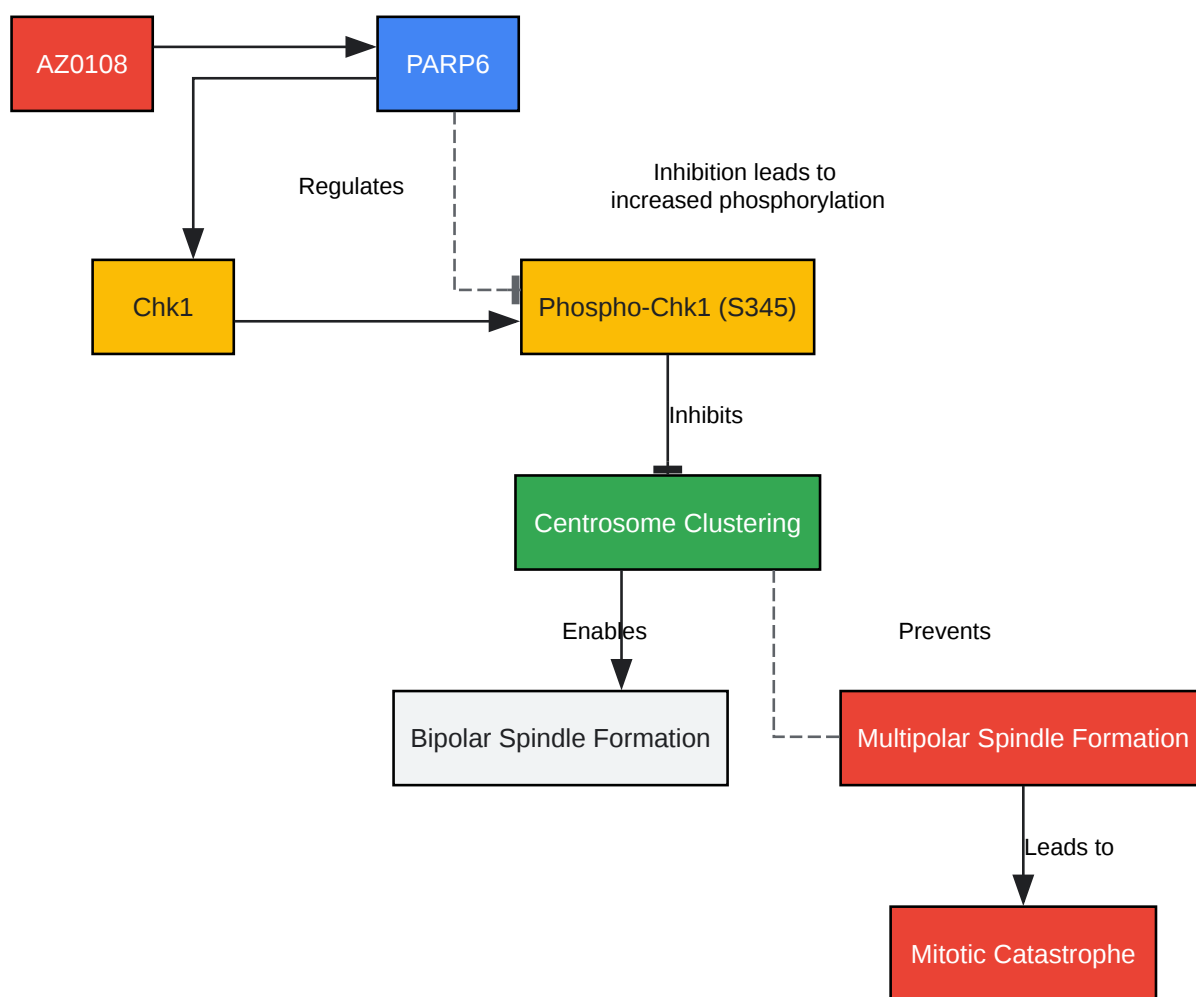 AZ0108
PARP6
Regulates
Inhibition leads to
increased phosphorylation
Chk1
Phospho-Chk1 (S345)
Inhibits
Centrosome Clustering
Enables
Prevents
Bipolar Spindle Formation
Multipolar Spindle Formation
Leads to
Mitotic Catastrophe